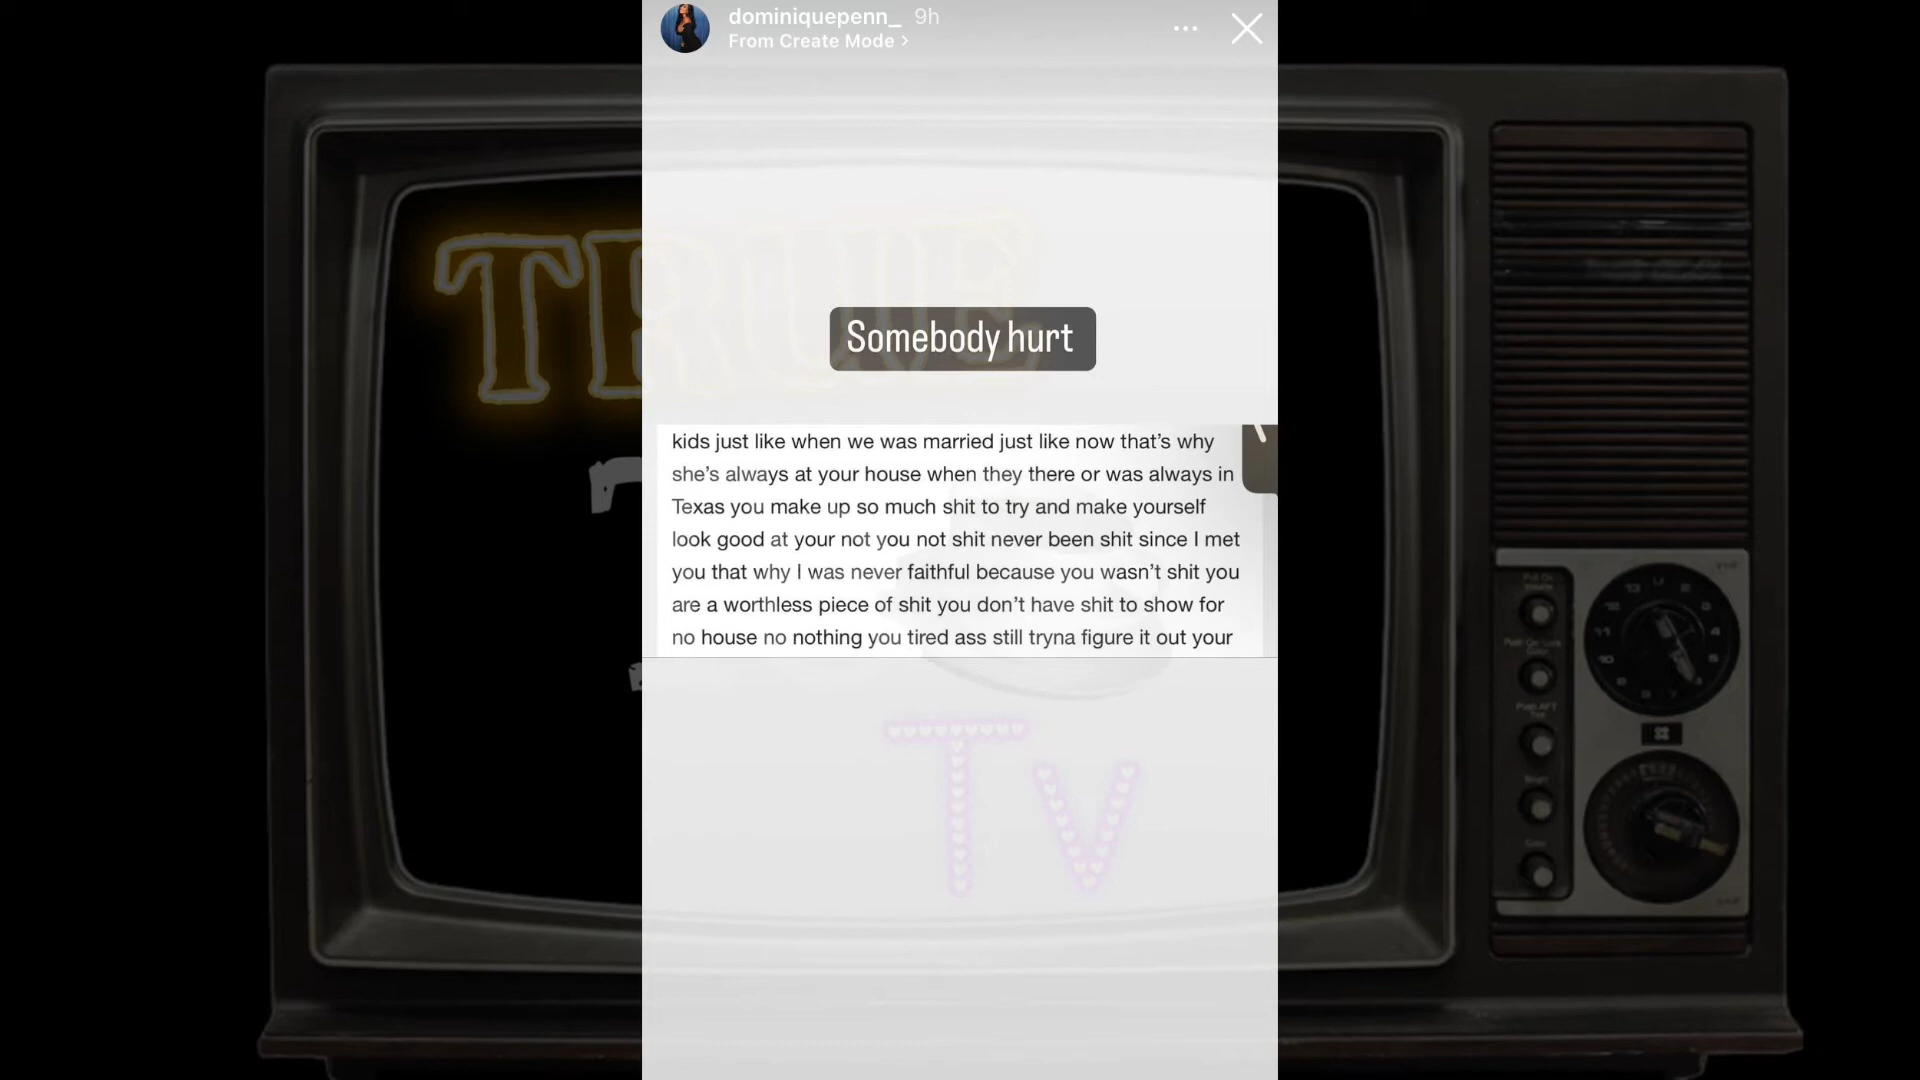 dominiquepenn_ 9h
From Create Mode >
TRUE
Somebody hurt
kids just like when we was married just like now that's why
she's always at your house when they there or was always in
Texas you make up so much shit to try and make yourself
look good at your not you not shit never been shit since I met
you that why I was never faithful because you wasn't shit you
are a worthless piece of shit you don't have shit to show for
no house no nothing you tired ass still tryna figure it out your
Tv